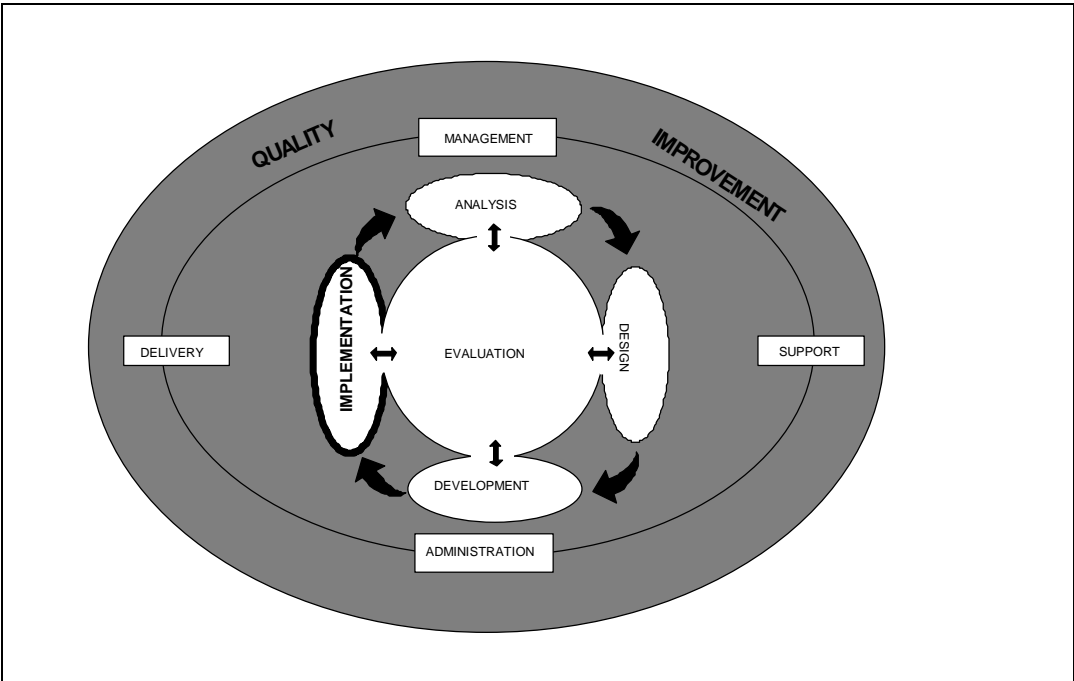 QUALITY
IMPROVEMENT
MANAGEMENT
ANALYSIS
IMPLEMENTATION
DESIGN
DELIVERY
EVALUATION
SUPPORT
DEVELOPMENT
ADMINISTRATION